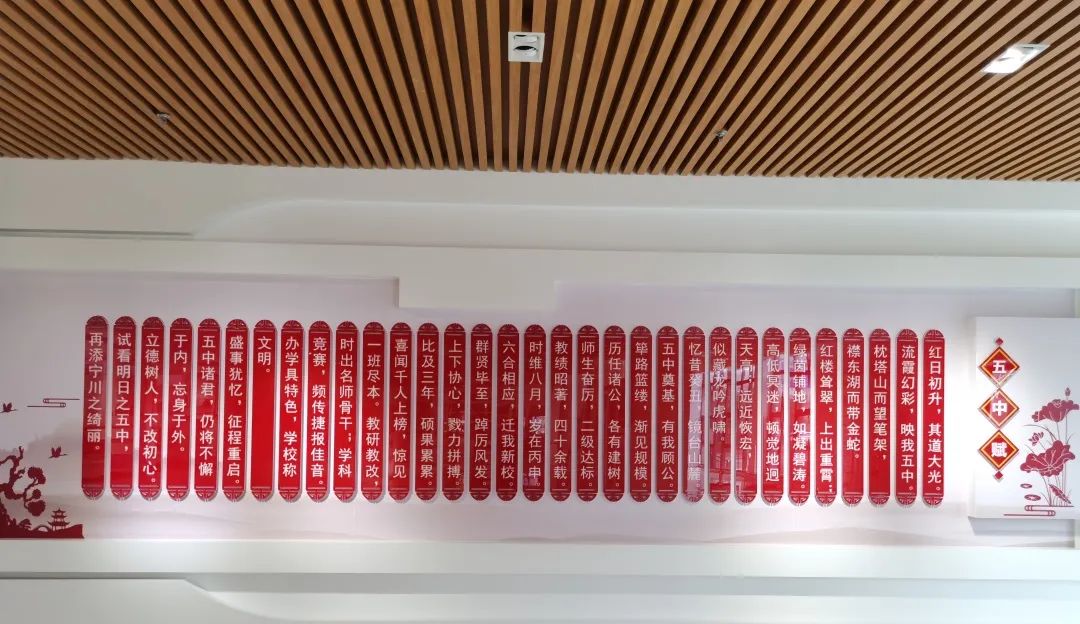 五中赋
红日初升，其道大光。
流霞幻彩，映我五中
枕塔山而望笔架，
襟东湖而带金蛇。
红楼耸翠，上出重霄；
绿茵铺地，如凝碧涛。
高低冥迷，顿觉地迥
天高，远近恢宏，
似藏龙吟虎啸。
忆昔癸丑，镜台山麓。
五中奠基，有我顾公。
筚路篮缕，渐见规模。
历任诸公，各有建树。
师生奋历，二级达标。
教绩昭著，四十余载。
时维八月，岁在丙申，
六合相应，迁我新校。
群贤毕至，踔厉风发。
上下协心，戮力拼搏。
比及三年，硕果累累。
喜闻千人上榜，惊见
一班尽本。教研教改，
时出名师骨干；学科
竞赛，频传捷报佳音。
办学具特色，学校称
文明。
盛事犹忆，征程重启。
五中诸君，仍将不懈
于内，忘身于外。
立德树人，不改初心。
试看明日之五中，
再添宁川之绮丽。